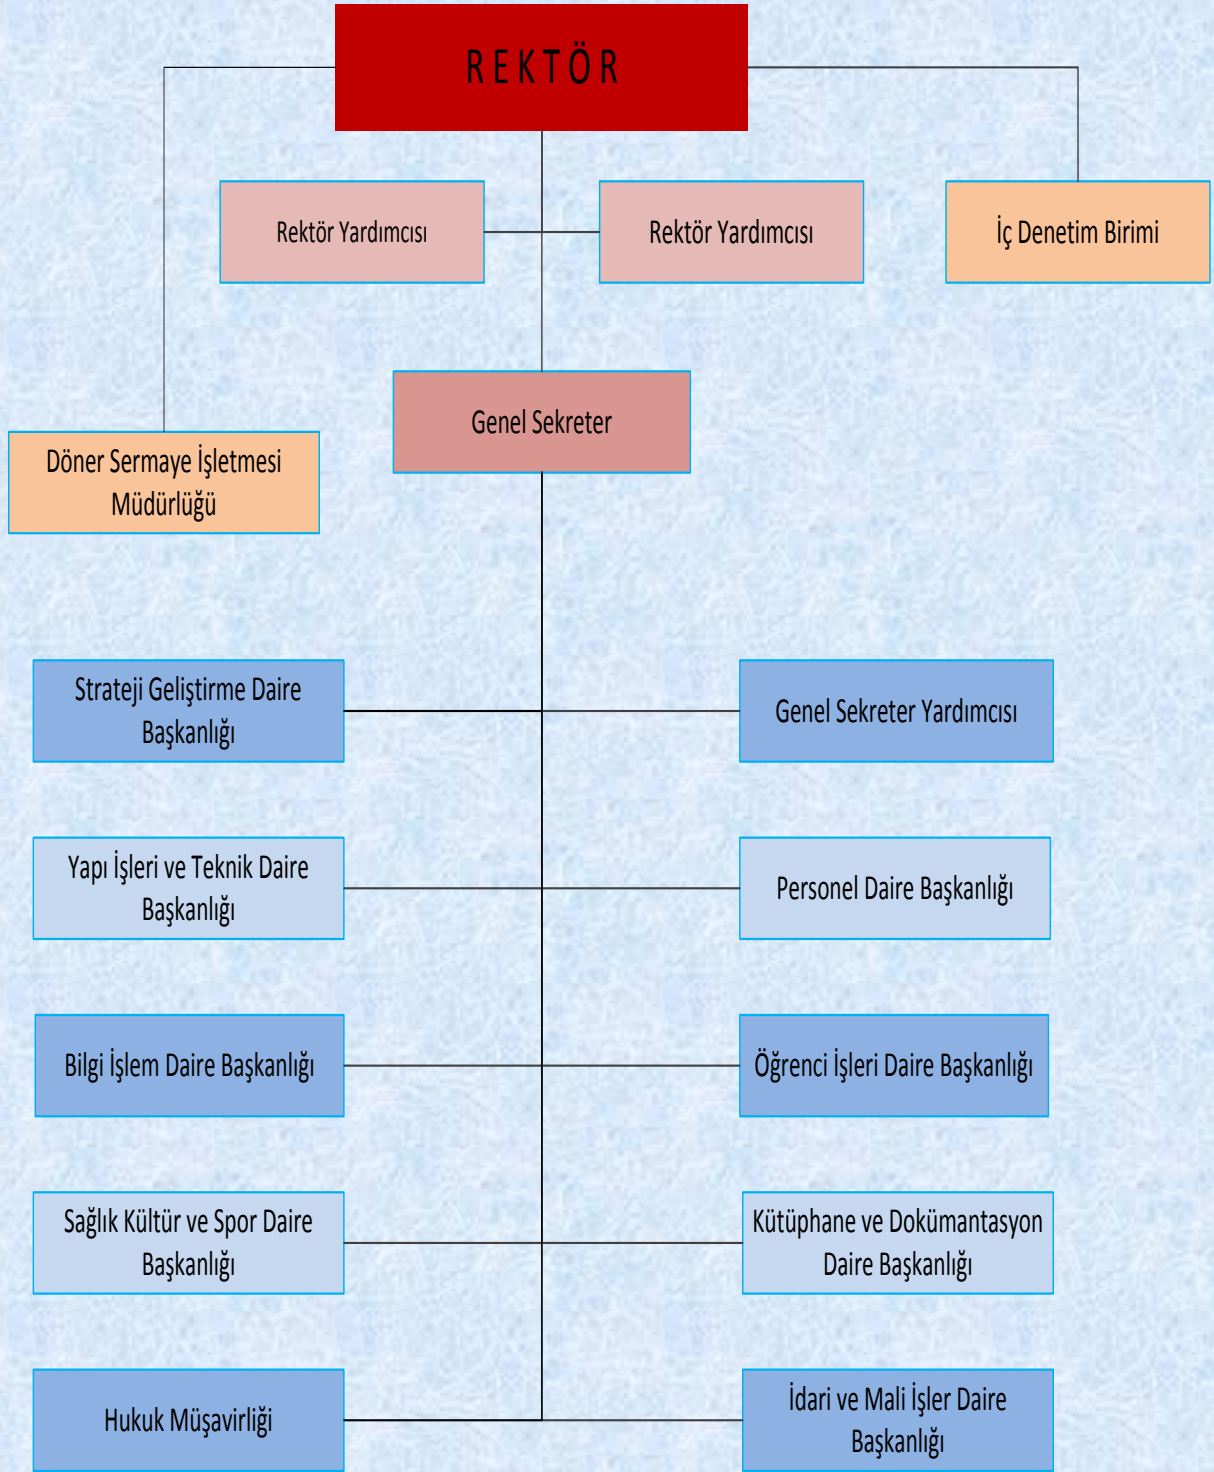 R E K T Ö R
Rektör Yardımcısı
Rektör Yardımcısı
İç Denetim Birimi
Genel Sekreter
Döner Sermaye İşletmesi
Müdürlüğü
Strateji Geliştirme Daire
Başkanlığı
Genel Sekreter Yardımcısı
Yapı İşleri ve Teknik Daire
Başkanlığı
Personel Daire Başkanlığı
Bilgi İşlem Daire Başkanlığı
Öğrenci İşleri Daire Başkanlığı
Sağlık Kültür ve Spor Daire
Başkanlığı
Kütüphane ve Dokümantasyon
Daire Başkanlığı
Hukuk Müşavirliği
İdari ve Mali İşler Daire
Başkanlığı